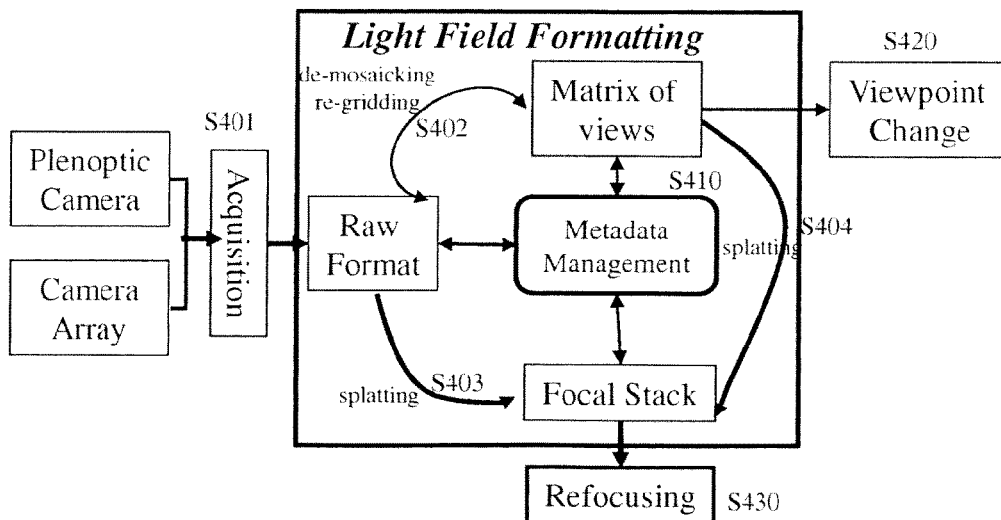 Light Field Formatting
S420
de-mosaicking
re-gridding
S402
Matrix of
views
Viewpoint
Change
S401
Plenoptic
Camera
Acquisition
S410
Raw
Format
Metadada
Management
splatting
S404
Camera
Array
splatting
S403
Focal Stack
Refocusing
S430